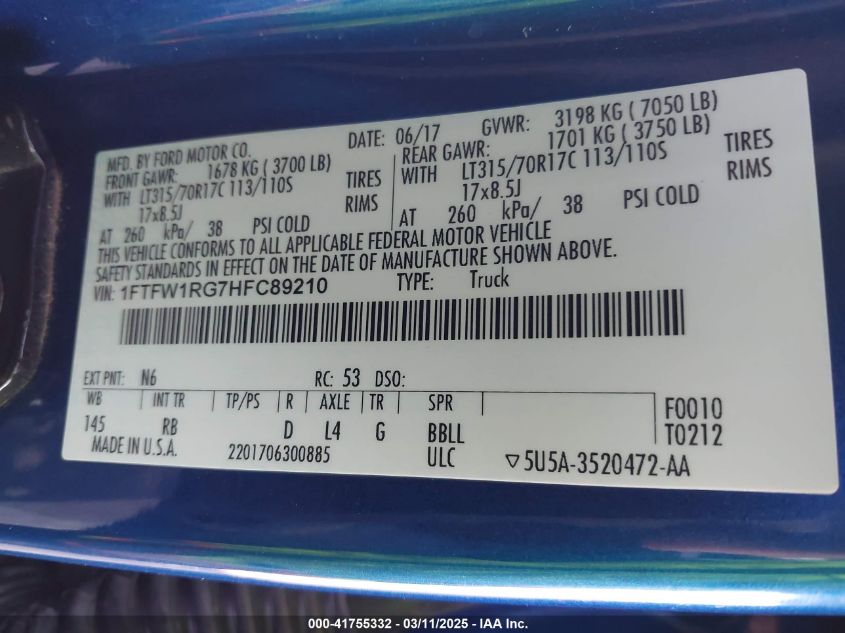 MFD. BY FORD MOTOR CO. DATE: 06/17 GVWR: 3198 KG ( 7050 LB)
FRONT GAWR: 1678 KG ( 3700 LB) REAR GAWR: 1701 KG ( 3750 LB)
WITH LT315/70R17C 113/110S TIRES WITH LT315/70R17C 113/110S TIRES
17x8.5J RIMS 17x8.5J RIMS
AT 260 kPa/ 38 PSI COLD AT 260 kPa/ 38 PSI COLD
THIS VEHICLE CONFORMS TO ALL APPLICABLE FEDERAL MOTOR VEHICLE
SAFETY STANDARDS IN EFFECT ON THE DATE OF MANUFACTURE SHOWN ABOVE.
VIN: 1FTFW1RG7HFC89210 TYPE: Truck
EXT PNT: N6 RC: 53 DSO:
WB INT TR TP/PS R AXLE TR SPR
145 RB D L4 G BBLL F0010
MADE IN U.S.A. 2201706300885 ULC T0212
▽5U5A-3520472-AA
000-41755332 - 03/11/2025 - IAA Inc.